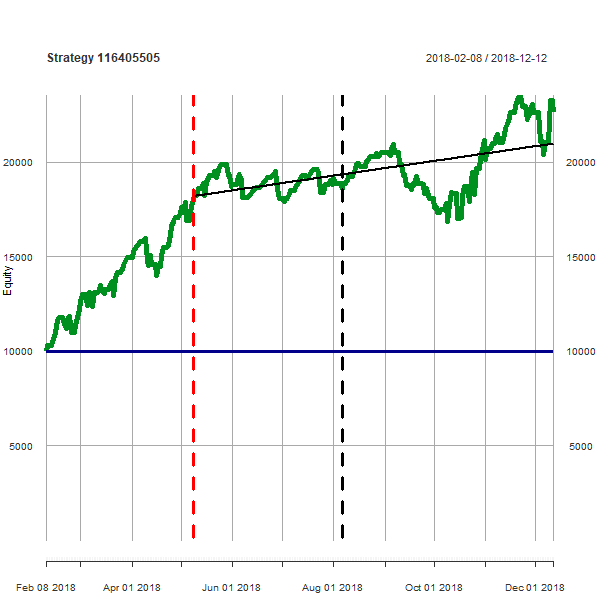 Strategy 116405505
2018-02-08 / 2018-12-12
20000
20000
15000
15000
Equity
10000
10000
5000
5000
Feb 08 2018
Apr 01 2018
Jun 01 2018
Aug 01 2018
Oct 01 2018
Dec 01 2018